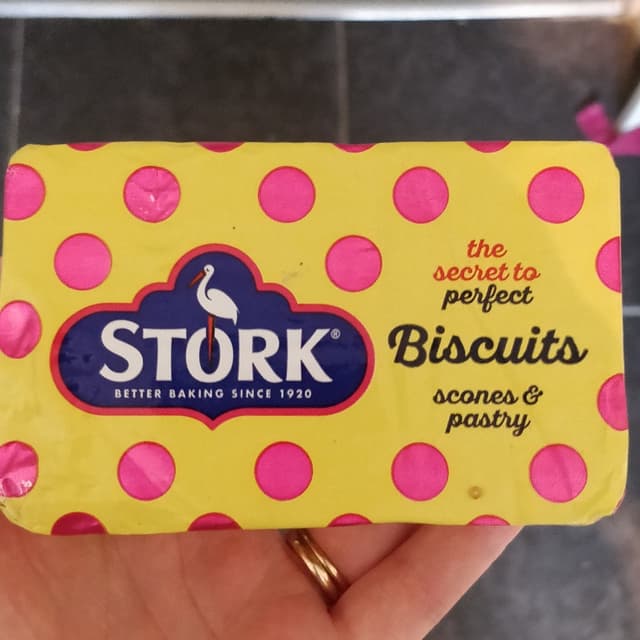 STORK®
BETTER BAKING SINCE 1920
the
secret to
perfect
Biscuits
scones &
pastry